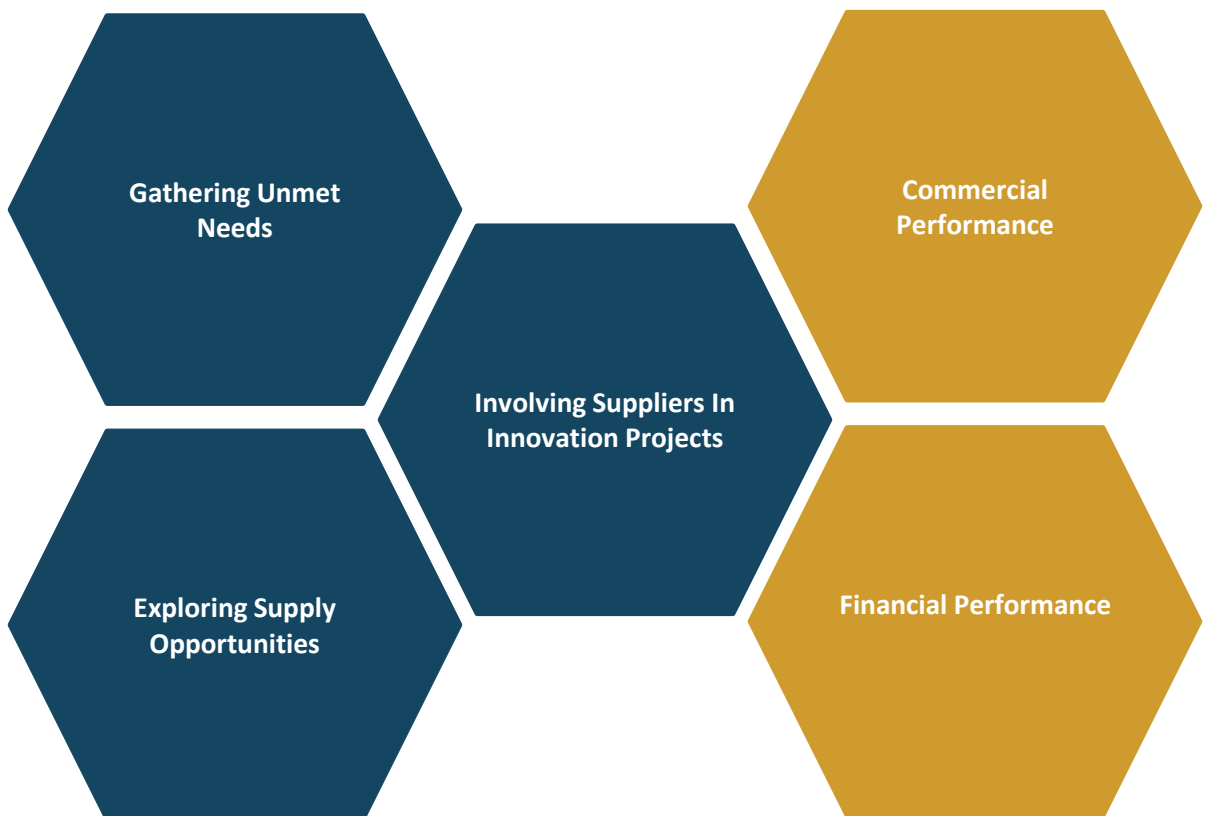 Gathering Unmet
Needs
Commercial
Performance
Involving Suppliers In
Innovation Projects
Exploring Supply
Opportunities
Financial Performance